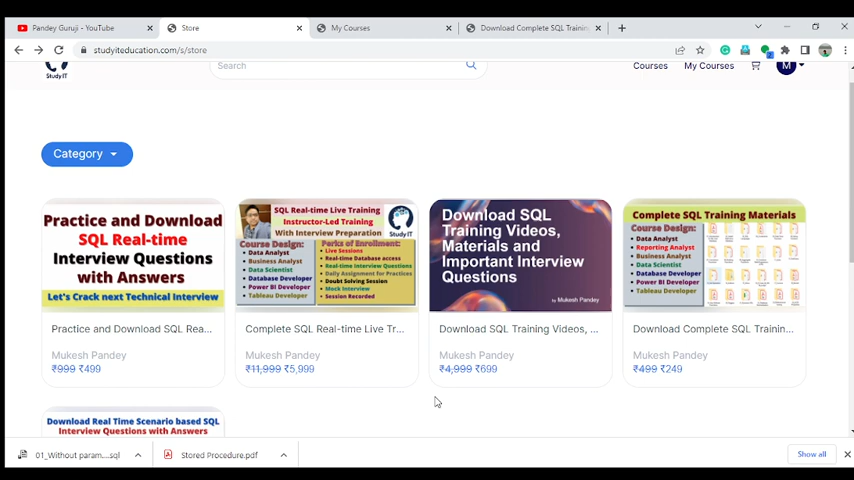 Pandey Guruji - YouTube
Store
My Courses
Download Complete SQL Trainin
studyiteducation.com/s/store
Study IT
Search
Courses
My Courses
M
Category
Practice and Download
SQL Real-time
Interview Questions
with Answers
Let's Crack next Technical Interview
Practice and Download SQL Rea...
Mukesh Pandey
₹999 ₹499
SQL Real-time Live Training
Instructor-Led Training
With Interview Preparation
Study IT
Course Design:
Data Analyst
Business Analyst
Data Scientist
Database Developer
Power BI Developer
Tableau Developer
Perks of Enrollment:
Live Sessions
Real-time Database access
Real-time Interview Questions
Daily Assignment for Practices
Doubt Solving Session
Mock Interview
Session Recorded
Complete SQL Real-time Live Tr...
Mukesh Pandey
₹11,999 ₹5,999
Download SQL
Training Videos,
Materials and
Important Interview
Questions
by Mukesh Pandey
Download SQL Training Videos, ...
Mukesh Pandey
₹4,999 ₹699
Complete SQL Training Materials
Course Design:
Data Analyst
Reporting Analyst
Business Analyst
Data Scientist
Database Developer
Power BI Developer
Tableau Developer
Download Complete SQL Trainin...
Mukesh Pandey
₹499 ₹249
Download Real Time Scenario based SQL
Interview Questions with Answers
01_Without param....sql
Stored Procedure.pdf
Show all